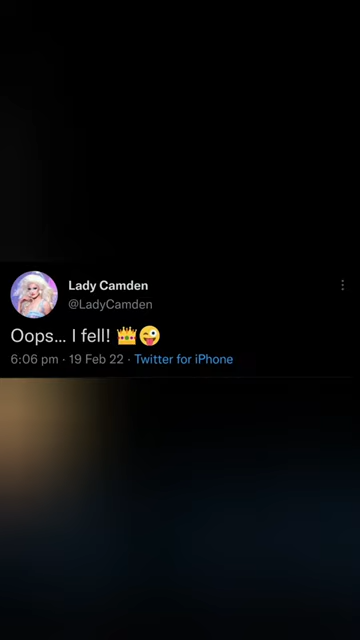 Lady Camden
@LadyCamden
Oops... I fell! 👑😜
6:06 pm · 19 Feb 22 · Twitter for iPhone